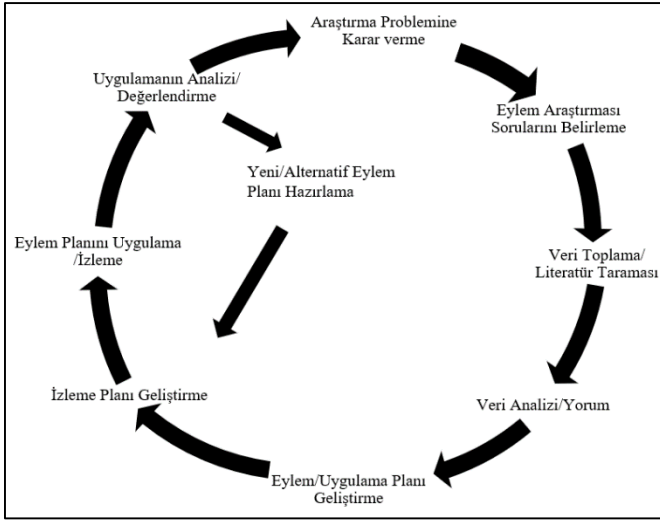 Araştırma Problemine
Karar verme
Eylem Araştırması
Sorularını Belirleme
Veri Toplama/
Literatür Taraması
Veri Analizi/Yorum
Eylem/Uygulama Planı
Geliştirme
İzleme Planı Geliştirme
Eylem Planını Uygulama
/İzleme
Uygulamanın Analizi/
Değerlendirme
Yeni/Alternatif Eylem
Planı Hazırlama